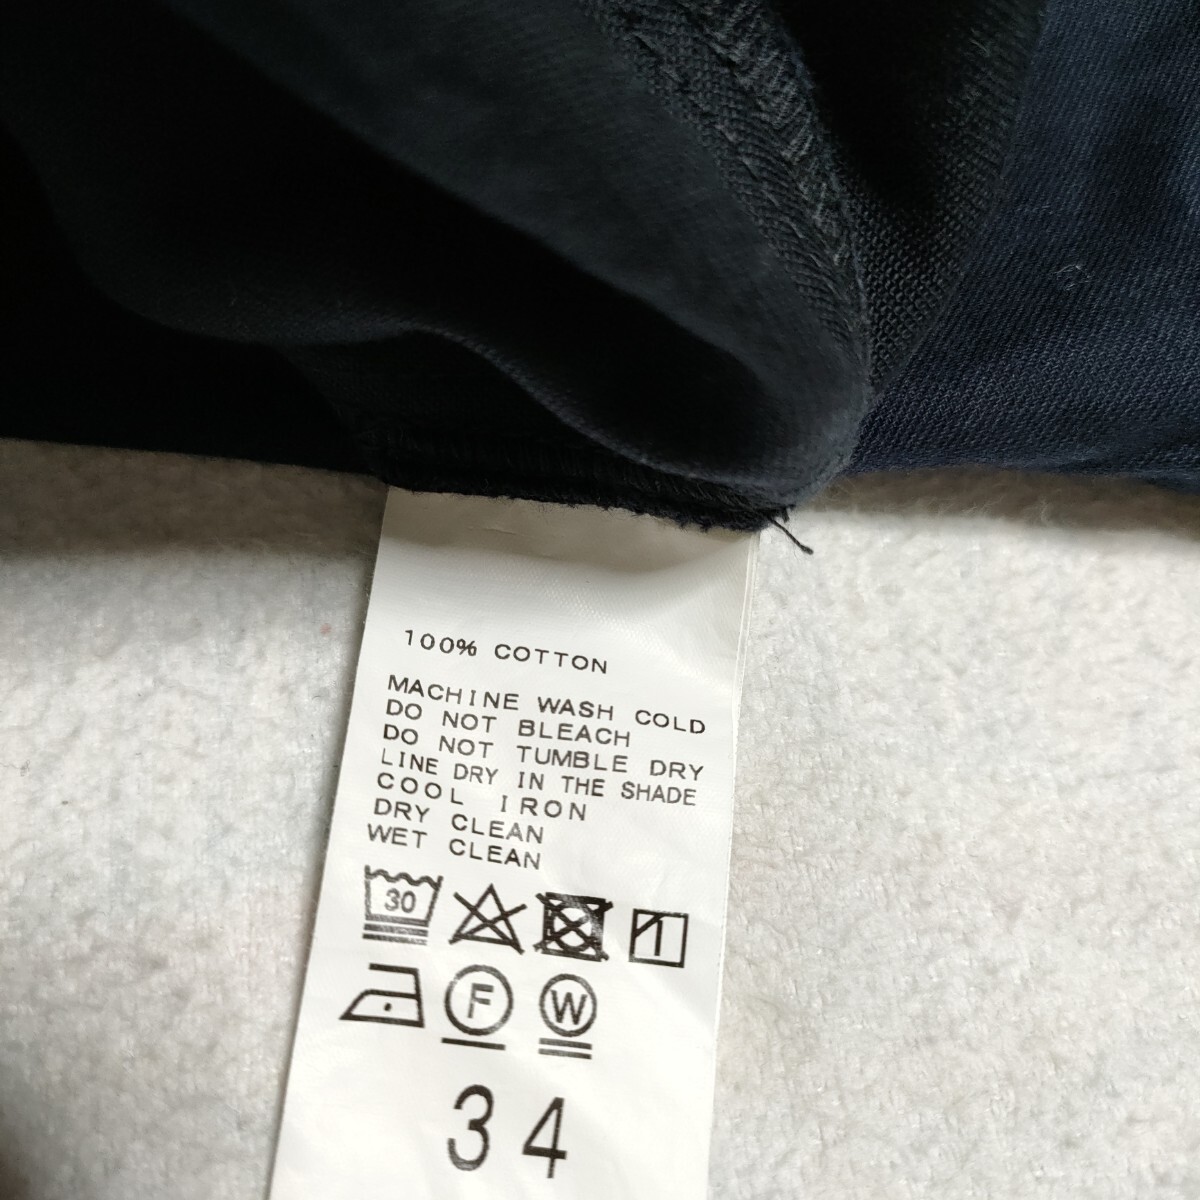 100% COTTON
MACHINE WASH COLD
DO NOT BLEACH
DO NOT TUMBLE DRY
LINE DRY IN THE SHADE
COOL IRON
DRY CLEAN
WET CLEAN
30
F W
34